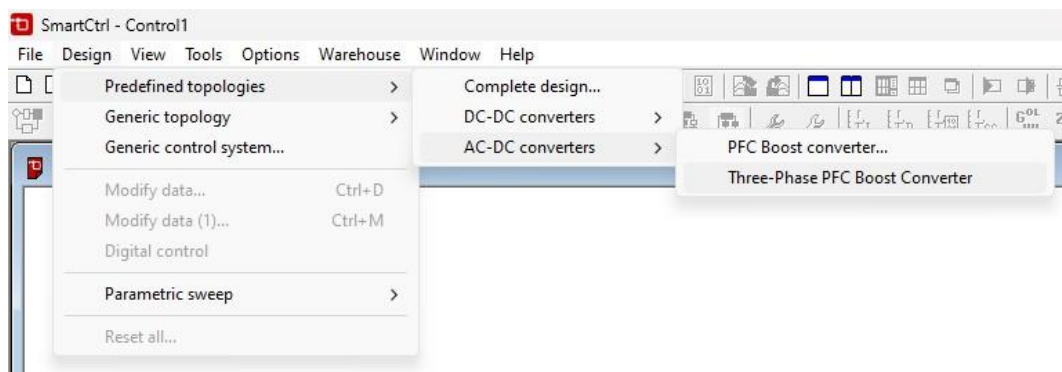 SmartCtrl - Control1
File Design View Tools Options Warehouse Window Help
Predefined topologies
Generic topology
Generic control system...
Modify data... Ctrl+D
Modify data (1)... Ctrl+M
Digital control
Parametric sweep
Reset all...
Complete design...
DC-DC converters
AC-DC converters
PFC Boost converter...
Three-Phase PFC Boost Converter